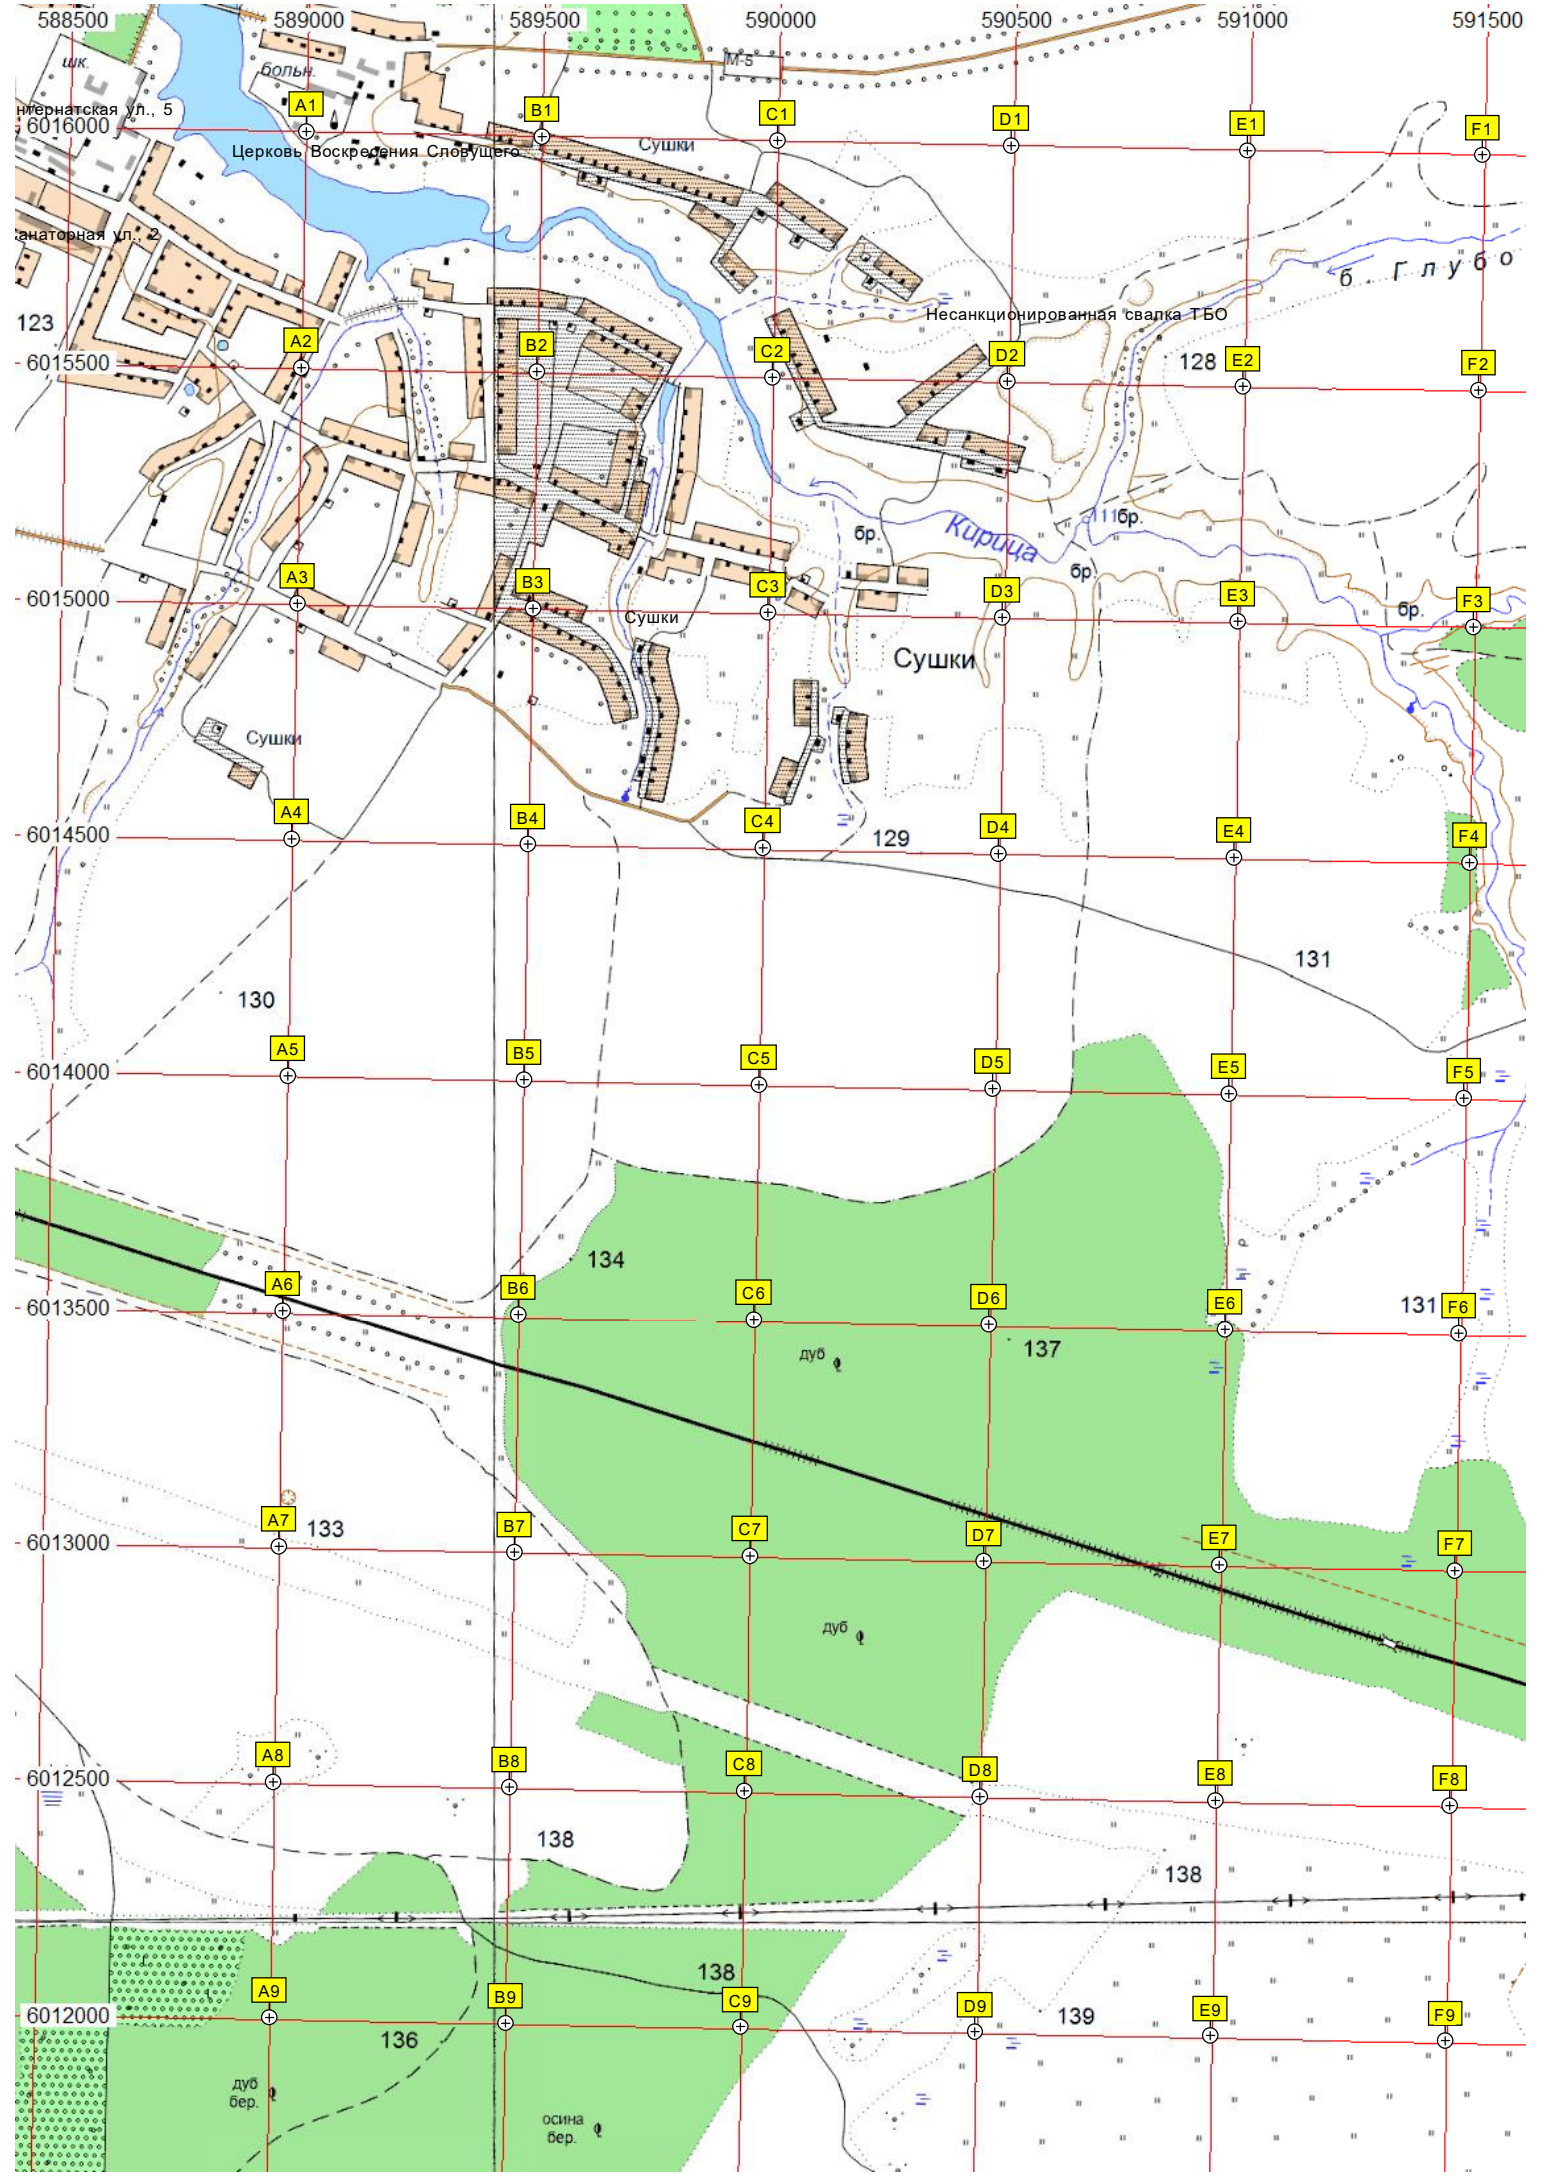 588500 589000 589500 590000 590500 591000 591500
шк.
больн.
М-5
нтернатская ул., 5
6016000
A1 B1 C1 D1 E1 F1
Церковь Воскресения Словущего
Сушки
анаторная ул., 2
б. Глубо
Несанкционированная свалка ТБО
123
128
6015500
A2 B2 C2 D2 E2 F2
бр.
Кирица
111бр.
бр.
6015000
A3 B3 C3 D3 E3 F3
бр.
Сушки
Сушки
Сушки
6014500
A4 B4 C4 D4 E4 F4
129
131
130
6014000
A5 B5 C5 D5 E5 F5
134
6013500
A6 B6 C6 D6 E6 F6
131
137
дуб
133
6013000
A7 B7 C7 D7 E7 F7
дуб
6012500
A8 B8 C8 D8 E8 F8
138
138
138
6012000
A9 B9 C9 D9 E9 F9
139
136
дуб
бер.
осина
бер.